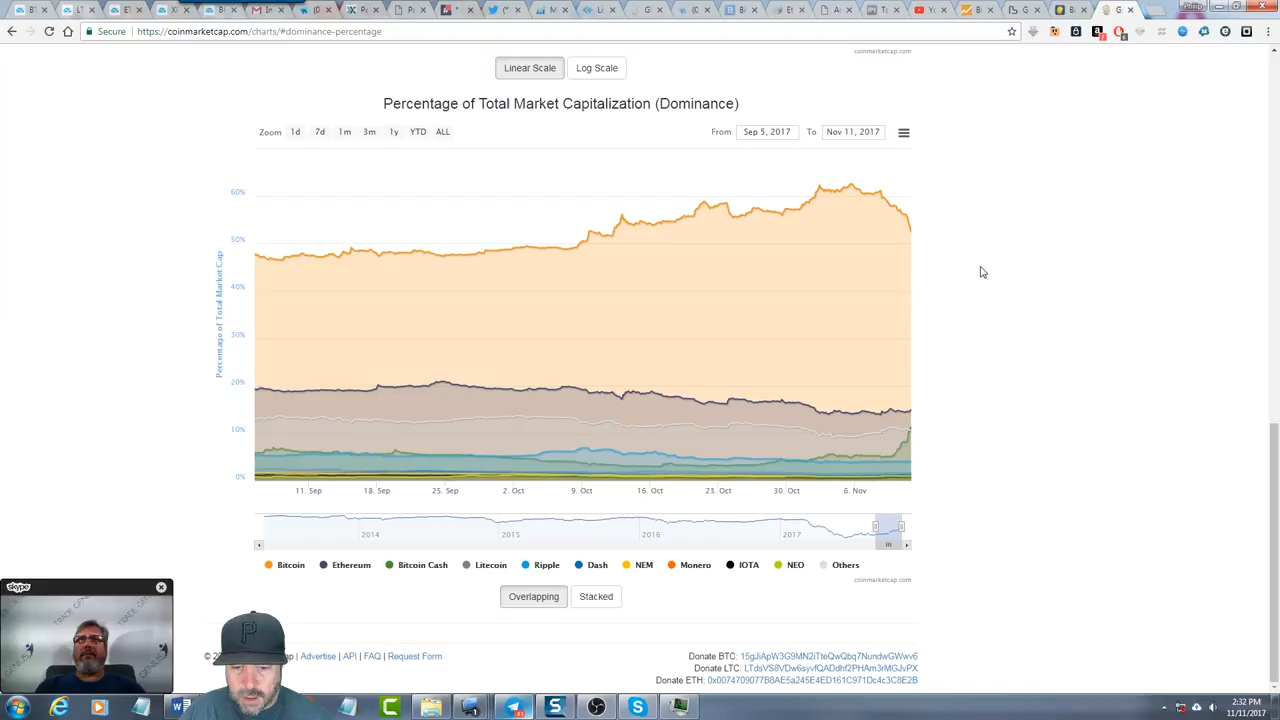 Secure
https://coinmarketcap.com/charts/#dominance-percentage
coinmarketcap.com
Linear Scale
Log Scale
Percentage of Total Market Capitalization (Dominance)
Zoom 1d 7d 1m 3m 1y YTD ALL
From Sep 5, 2017 To Nov 11, 2017
60%
50%
40%
30%
20%
10%
0%
Percentage of Total Market Cap
11. Sep 18. Sep 25. Sep 2. Oct 9. Oct 16. Oct 23. Oct 30. Oct 6. Nov
2014 2015 2016 2017
Bitcoin Ethereum Bitcoin Cash Litecoin Ripple Dash NEM Monero IOTA NEO Others
coinmarketcap.com
Overlapping
Stacked
skype
Advertise | API | FAQ | Request Form
Donate BTC: 15gJiApW3G9MN2iTteQwQbq7NundwGWwv6
Donate LTC: LTdsVS8VDw6syvfQADdhf2PHAm3rMGJvPX
Donate ETH: 0x0074709077B8AE5a245E4ED161C971Dc4c3C8E2B
P
2:32 PM
11/11/2017